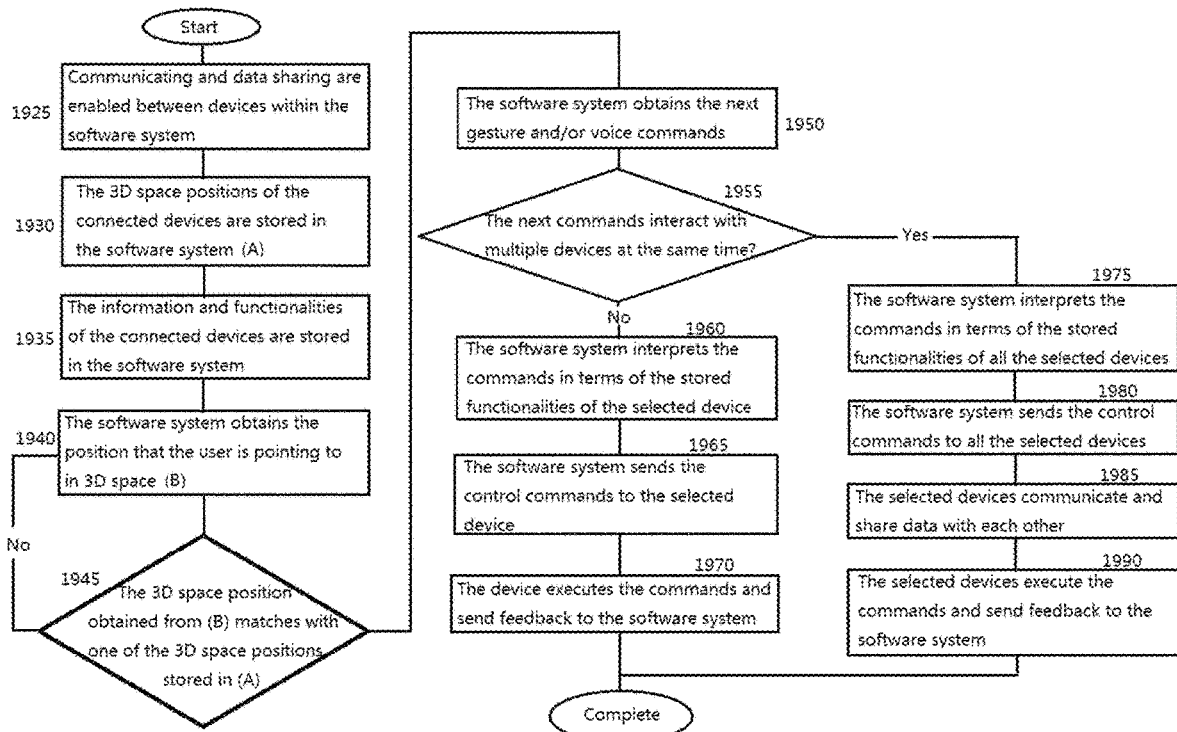 Start
Communicating and data sharing are
enabled between devices within the
software system
1925
The 3D space positions of the
connected devices are stored in
the software system (A)
1930
The information and functionalities
of the connected devices are stored
in the software system
1935
The software system obtains the
position that the user is pointing to
in 3D space (B)
1940
No
1945
The 3D space position
obtained from (B) matches with
one of the 3D space positions
stored in (A)
The software system obtains the next
gesture and/or voice commands
1950
1955
The next commands interact with
multiple devices at the same time?
Yes
No
1960
The software system interprets the
commands in terms of the stored
functionalities of the selected device
1965
The software system sends the
control commands to the selected
device
1970
The device executes the commands and
send feedback to the software system
1975
The software system interprets the
commands in terms of the stored
functionalities of all the selected devices
1980
The software system sends the control
commands to all the selected devices
1985
The selected devices communicate and
share data with each other
1990
The selected devices execute the
commands and send feedback to the
software system
Complete